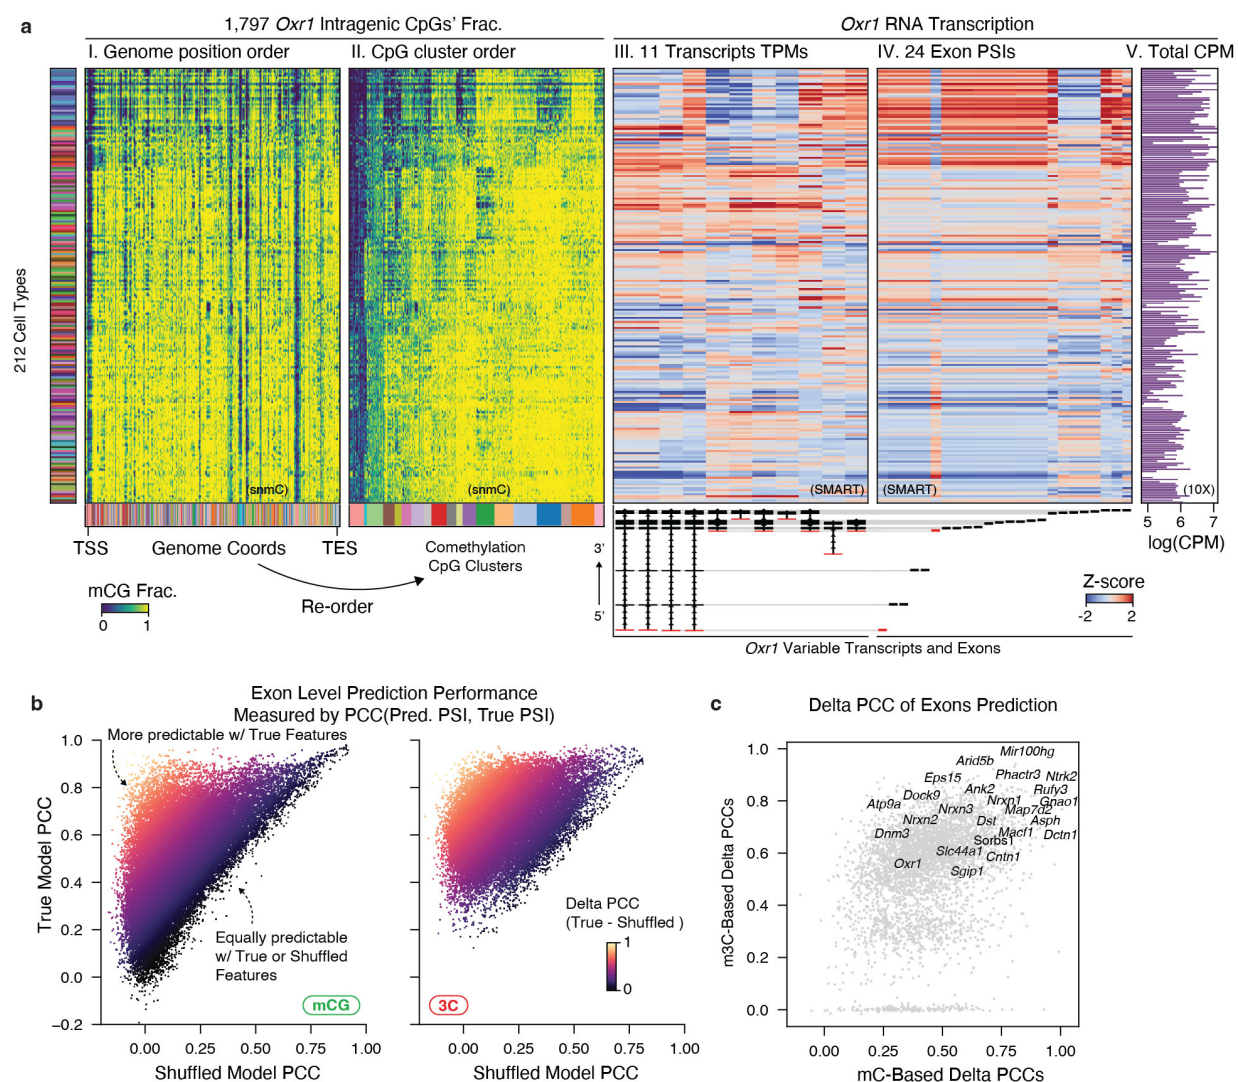 a
1,797 Oxr1 Intragenic CpGs' Frac.
Oxr1 RNA Transcription
I. Genome position order
II. CpG cluster order
III. 11 Transcripts TPMs
IV. 24 Exon PSIs
V. Total CPM
212 Cell Types
(snmC)
(snmC)
(SMART)
(SMART)
(10X)
TSS
Genome Coords
TES
Comethylation
CpG Clusters
Re-order
mCG Frac.
0 1
3'
5'
5 6 7
log(CPM)
Z-score
-2 2
Oxr1 Variable Transcripts and Exons
b
Exon Level Prediction Performance
Measured by PCC(Pred. PSI, True PSI)
More predictable w/ True Features
True Model PCC
1.0
0.8
0.6
0.4
0.2
0.0
−0.2
Equally predictable
w/ True or Shuffled
Features
mCG
0.00 0.25 0.50 0.75 1.00
Shuffled Model PCC
Delta PCC
(True - Shuffled )
1
0
3C
0.00 0.25 0.50 0.75 1.00
Shuffled Model PCC
c
Delta PCC of Exons Prediction
m3C-Based Delta PCCs
1.0
0.8
0.6
0.4
0.2
0.0
Mir100hg
Arid5b
Phactr3
Ntrk2
Eps15
Ank2
Rufy3
Dock9
Nrxn1
Gnao1
Atp9a
Nrxn3
Map7d2
Nrxn2
Dst
Asph
Dnm3
Macf1
Dctn1
Sorbs1
Slc44a1
Cntn1
Oxr1
Sgip1
0.00 0.25 0.50 0.75 1.00
mC-Based Delta PCCs